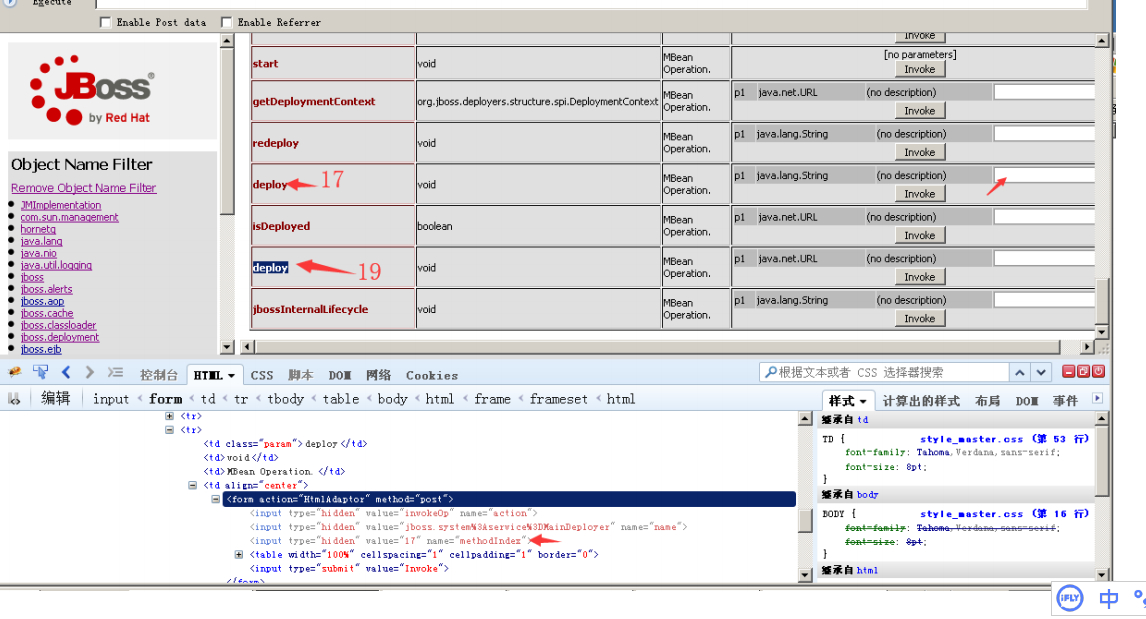 Execute
Enable Post data Enable Referrer
JBoss®
by Red Hat
Object Name Filter
Remove Object Name Filter
JMImplementation
com.sun.management
hornetq
java.lang
java.nio
java.util.logging
jboss
jboss.alerts
jboss.aop
jboss.cache
jboss.classloader
jboss.deployment
jboss.ejb
Invoke
start void MBean Operation. [no parameters]
Invoke
getDeploymentContext org.jboss.deployers.structure.spi.DeploymentContext MBean Operation. p1 java.net.URL (no description)
Invoke
redeploy void MBean Operation. p1 java.lang.String (no description)
Invoke
deploy 17 void MBean Operation. p1 java.lang.String (no description)
Invoke
isDeployed boolean MBean Operation. p1 java.net.URL (no description)
Invoke
deploy 19 void MBean Operation. p1 java.net.URL (no description)
Invoke
jbossInternalLifecycle void MBean Operation. p1 java.lang.String (no description)
Invoke
控制台 HTML CSS 脚本 DOM 网络 Cookies 根据文本或者 CSS 选择器搜索
编辑 input < form < td < tr < tbody < table < body < html < frame < frameset < html
样式 计算出的样式 布局 DOM 事件
<tr>
<tr>
<td class="param">deploy</td>
<td>void</td>
<td>MBean Operation.</td>
<td align="center">
<form action="HtmlAdaptor" method="post">
<input type="hidden" value="invokeOp" name="action">
<input type="hidden" value="jboss.system%3Aservice%3DMainDeployer" name="name">
<input type="hidden" value="17" name="methodIndex">
<table width="100%" cellspacing="1" cellpadding="1" border="0">
<input type="submit" value="Invoke">
</form>
继承自 td
TD { style_master.css (第 53 行)
font-family: Tahoma,Verdana,sans-serif;
font-size: 8pt;
}
继承自 body
BODY { style_master.css (第 16 行)
font-family: Tahoma,Verdana,sans-serif;
font-size: 8pt;
}
继承自 html
iFLY 中